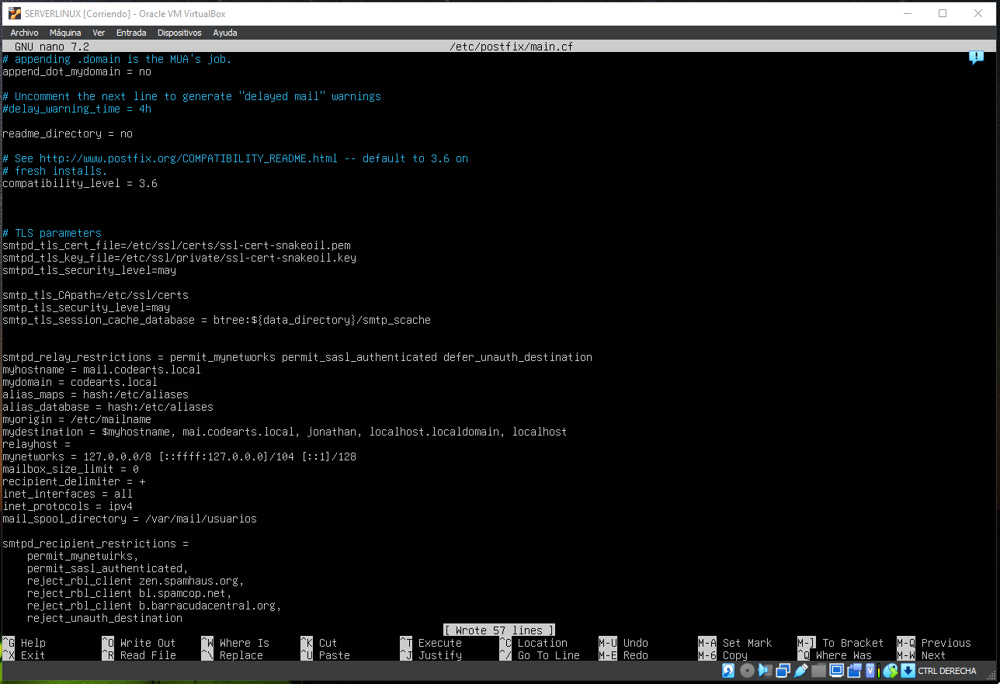 SERVERLINUX [Corriendo] - Oracle VM VirtualBox
Archivo Máquina Ver Entrada Dispositivos Ayuda
GNU nano 7.2 /etc/postfix/main.cf
# appending .domain is the MUA's job.
append_dot_mydomain = no
# Uncomment the next line to generate "delayed mail" warnings
#delay_warning_time = 4h
readme_directory = no
# See http://www.postfix.org/COMPATIBILITY_README.html -- default to 3.6 on
# fresh installs.
compatibility_level = 3.6
# TLS parameters
smtpd_tls_cert_file=/etc/ssl/certs/ssl-cert-snakeoil.pem
smtpd_tls_key_file=/etc/ssl/private/ssl-cert-snakeoil.key
smtpd_tls_security_level=may
smtp_tls_CApath=/etc/ssl/certs
smtp_tls_security_level=may
smtp_tls_session_cache_database = btree:${data_directory}/smtp_scache
smtpd_relay_restrictions = permit_mynetworks permit_sasl_authenticated defer_unauth_destination
myhostname = mail.codearts.local
mydomain = codearts.local
alias_maps = hash:/etc/aliases
alias_database = hash:/etc/aliases
myorigin = /etc/mailname
mydestination = $myhostname, mai.codearts.local, jonathan, localhost.localdomain, localhost
relayhost =
mynetworks = 127.0.0.0/8 [::ffff:127.0.0.0]/104 [::1]/128
mailbox_size_limit = 0
recipient_delimiter = +
inet_interfaces = all
inet_protocols = ipv4
mail_spool_directory = /var/mail/usuarios
smtpd_recipient_restrictions =
permit_mynetwirks,
permit_sasl_authenticated,
reject_rbl_client zen.spamhaus.org,
reject_rbl_client bl.spamcop.net,
reject_rbl_client b.barracudacentral.org,
reject_unauth_destination
[ Wrote 57 lines ]
^G Help ^O Write Out ^W Where Is ^K Cut ^T Execute ^C Location M-U Undo M-A Set Mark M-] To Bracket M-Q Previous
^X Exit ^R Read File ^\ Replace ^U Paste ^J Justify ^/ Go To Line M-E Redo M-6 Copy ^Q Where Was M-W Next
CTRL DERECHA